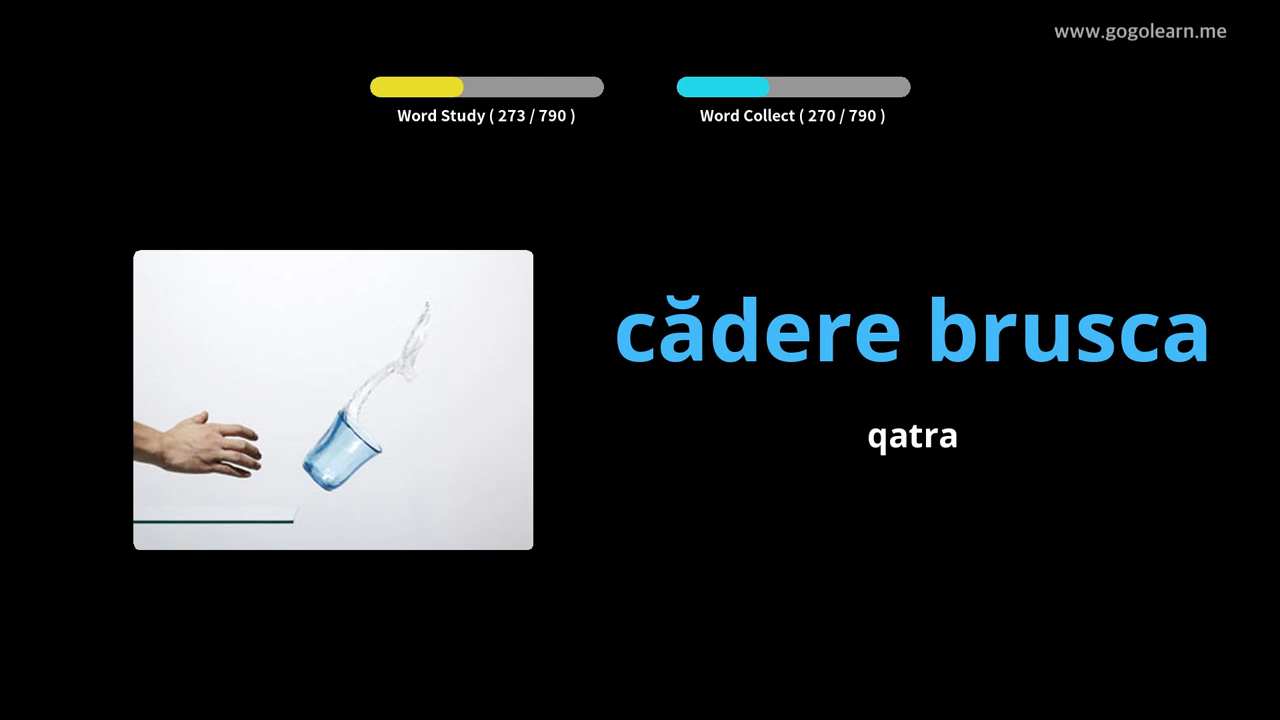 www.gogolearn.me
Word Study ( 273 / 790 )
Word Collect ( 270 / 790 )
cădere brusca
qatra